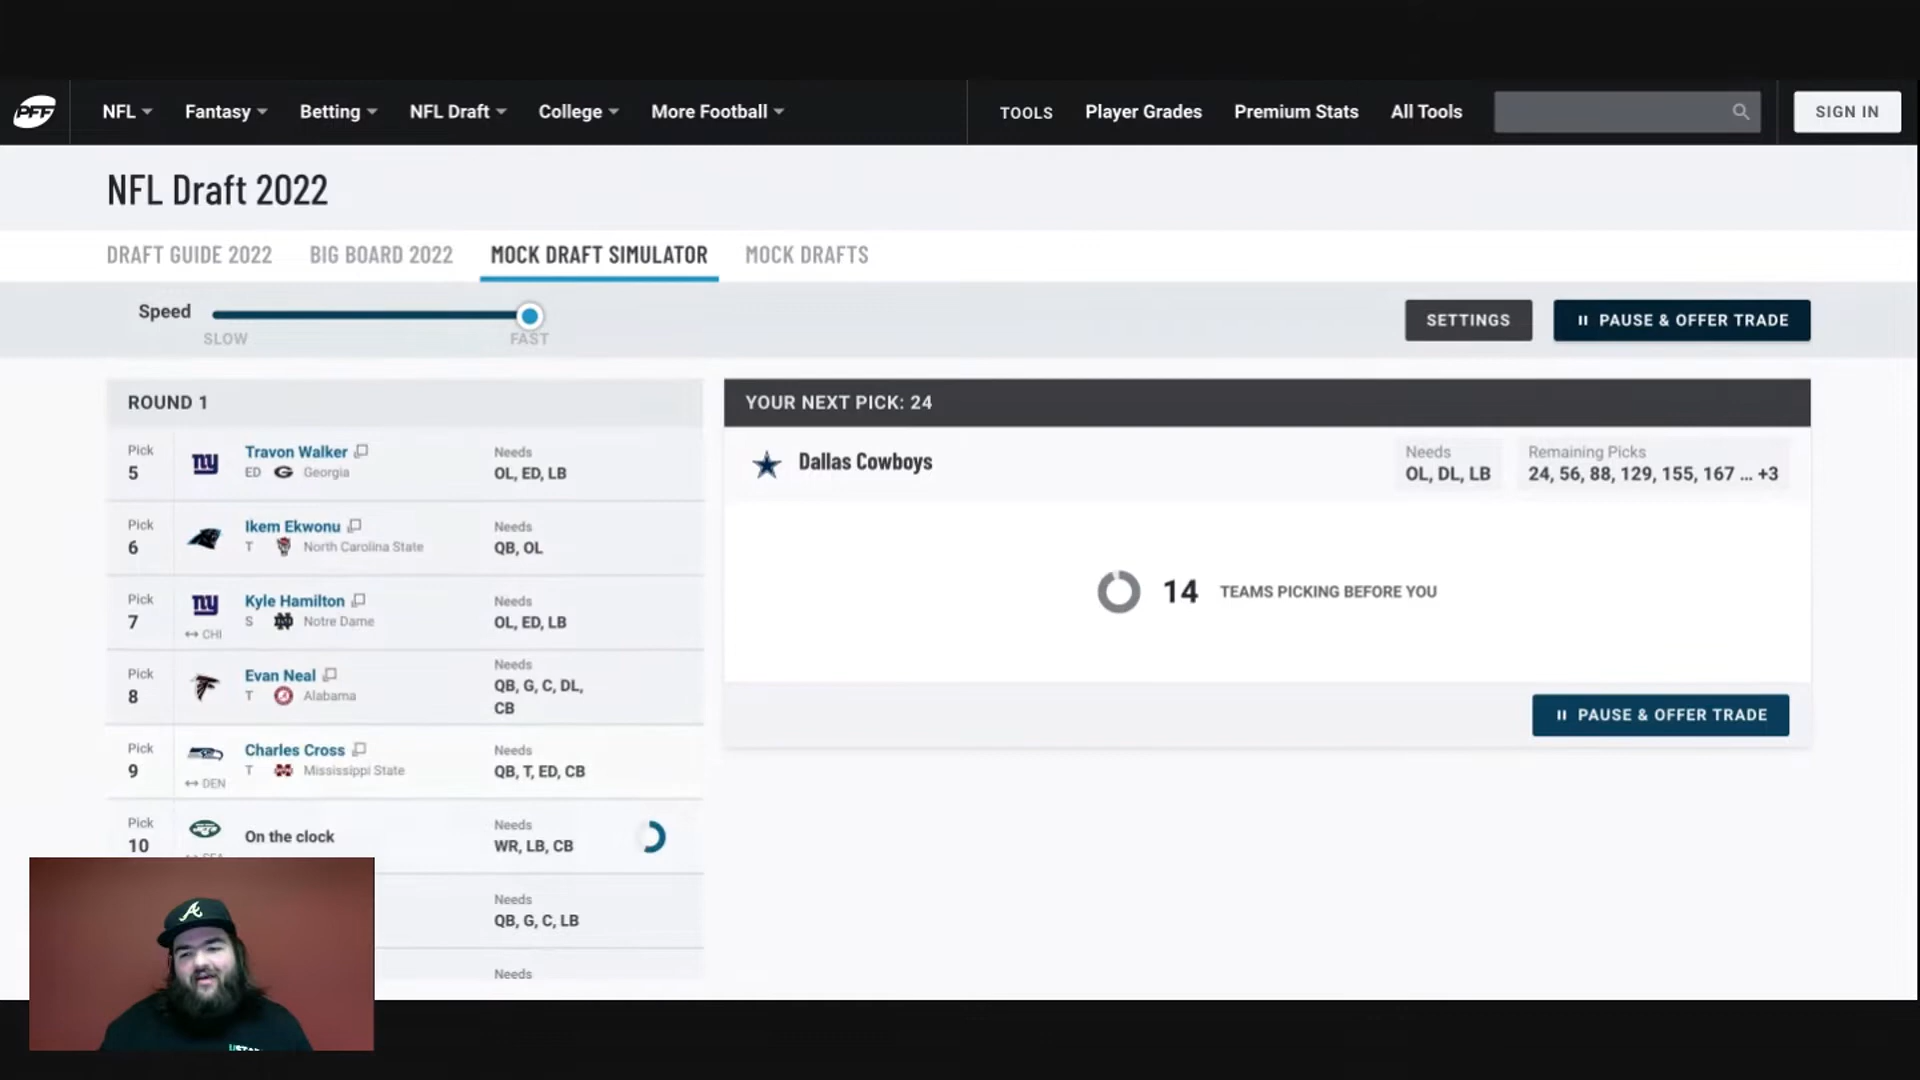 PFF
NFL
Fantasy
Betting
NFL Draft
College
More Football
TOOLS
Player Grades
Premium Stats
All Tools
SIGN IN
NFL Draft 2022
DRAFT GUIDE 2022
BIG BOARD 2022
MOCK DRAFT SIMULATOR
MOCK DRAFTS
Speed
SLOW
FAST
SETTINGS
PAUSE & OFFER TRADE
ROUND 1
Pick
5
ny
Travon Walker
ED G Georgia
Needs
OL, ED, LB
Pick
6
Ikem Ekwonu
T North Carolina State
Needs
QB, OL
Pick
7
ny
↔ CHI
Kyle Hamilton
S Notre Dame
Needs
OL, ED, LB
Pick
8
Evan Neal
T Alabama
Needs
QB, G, C, DL,
CB
Pick
9
↔ DEN
Charles Cross
T Mississippi State
Needs
QB, T, ED, CB
Pick
10
On the clock
Needs
WR, LB, CB
Needs
QB, G, C, LB
Needs
YOUR NEXT PICK: 24
Dallas Cowboys
Needs
OL, DL, LB
Remaining Picks
24, 56, 88, 129, 155, 167 ... +3
14 TEAMS PICKING BEFORE YOU
PAUSE & OFFER TRADE
A